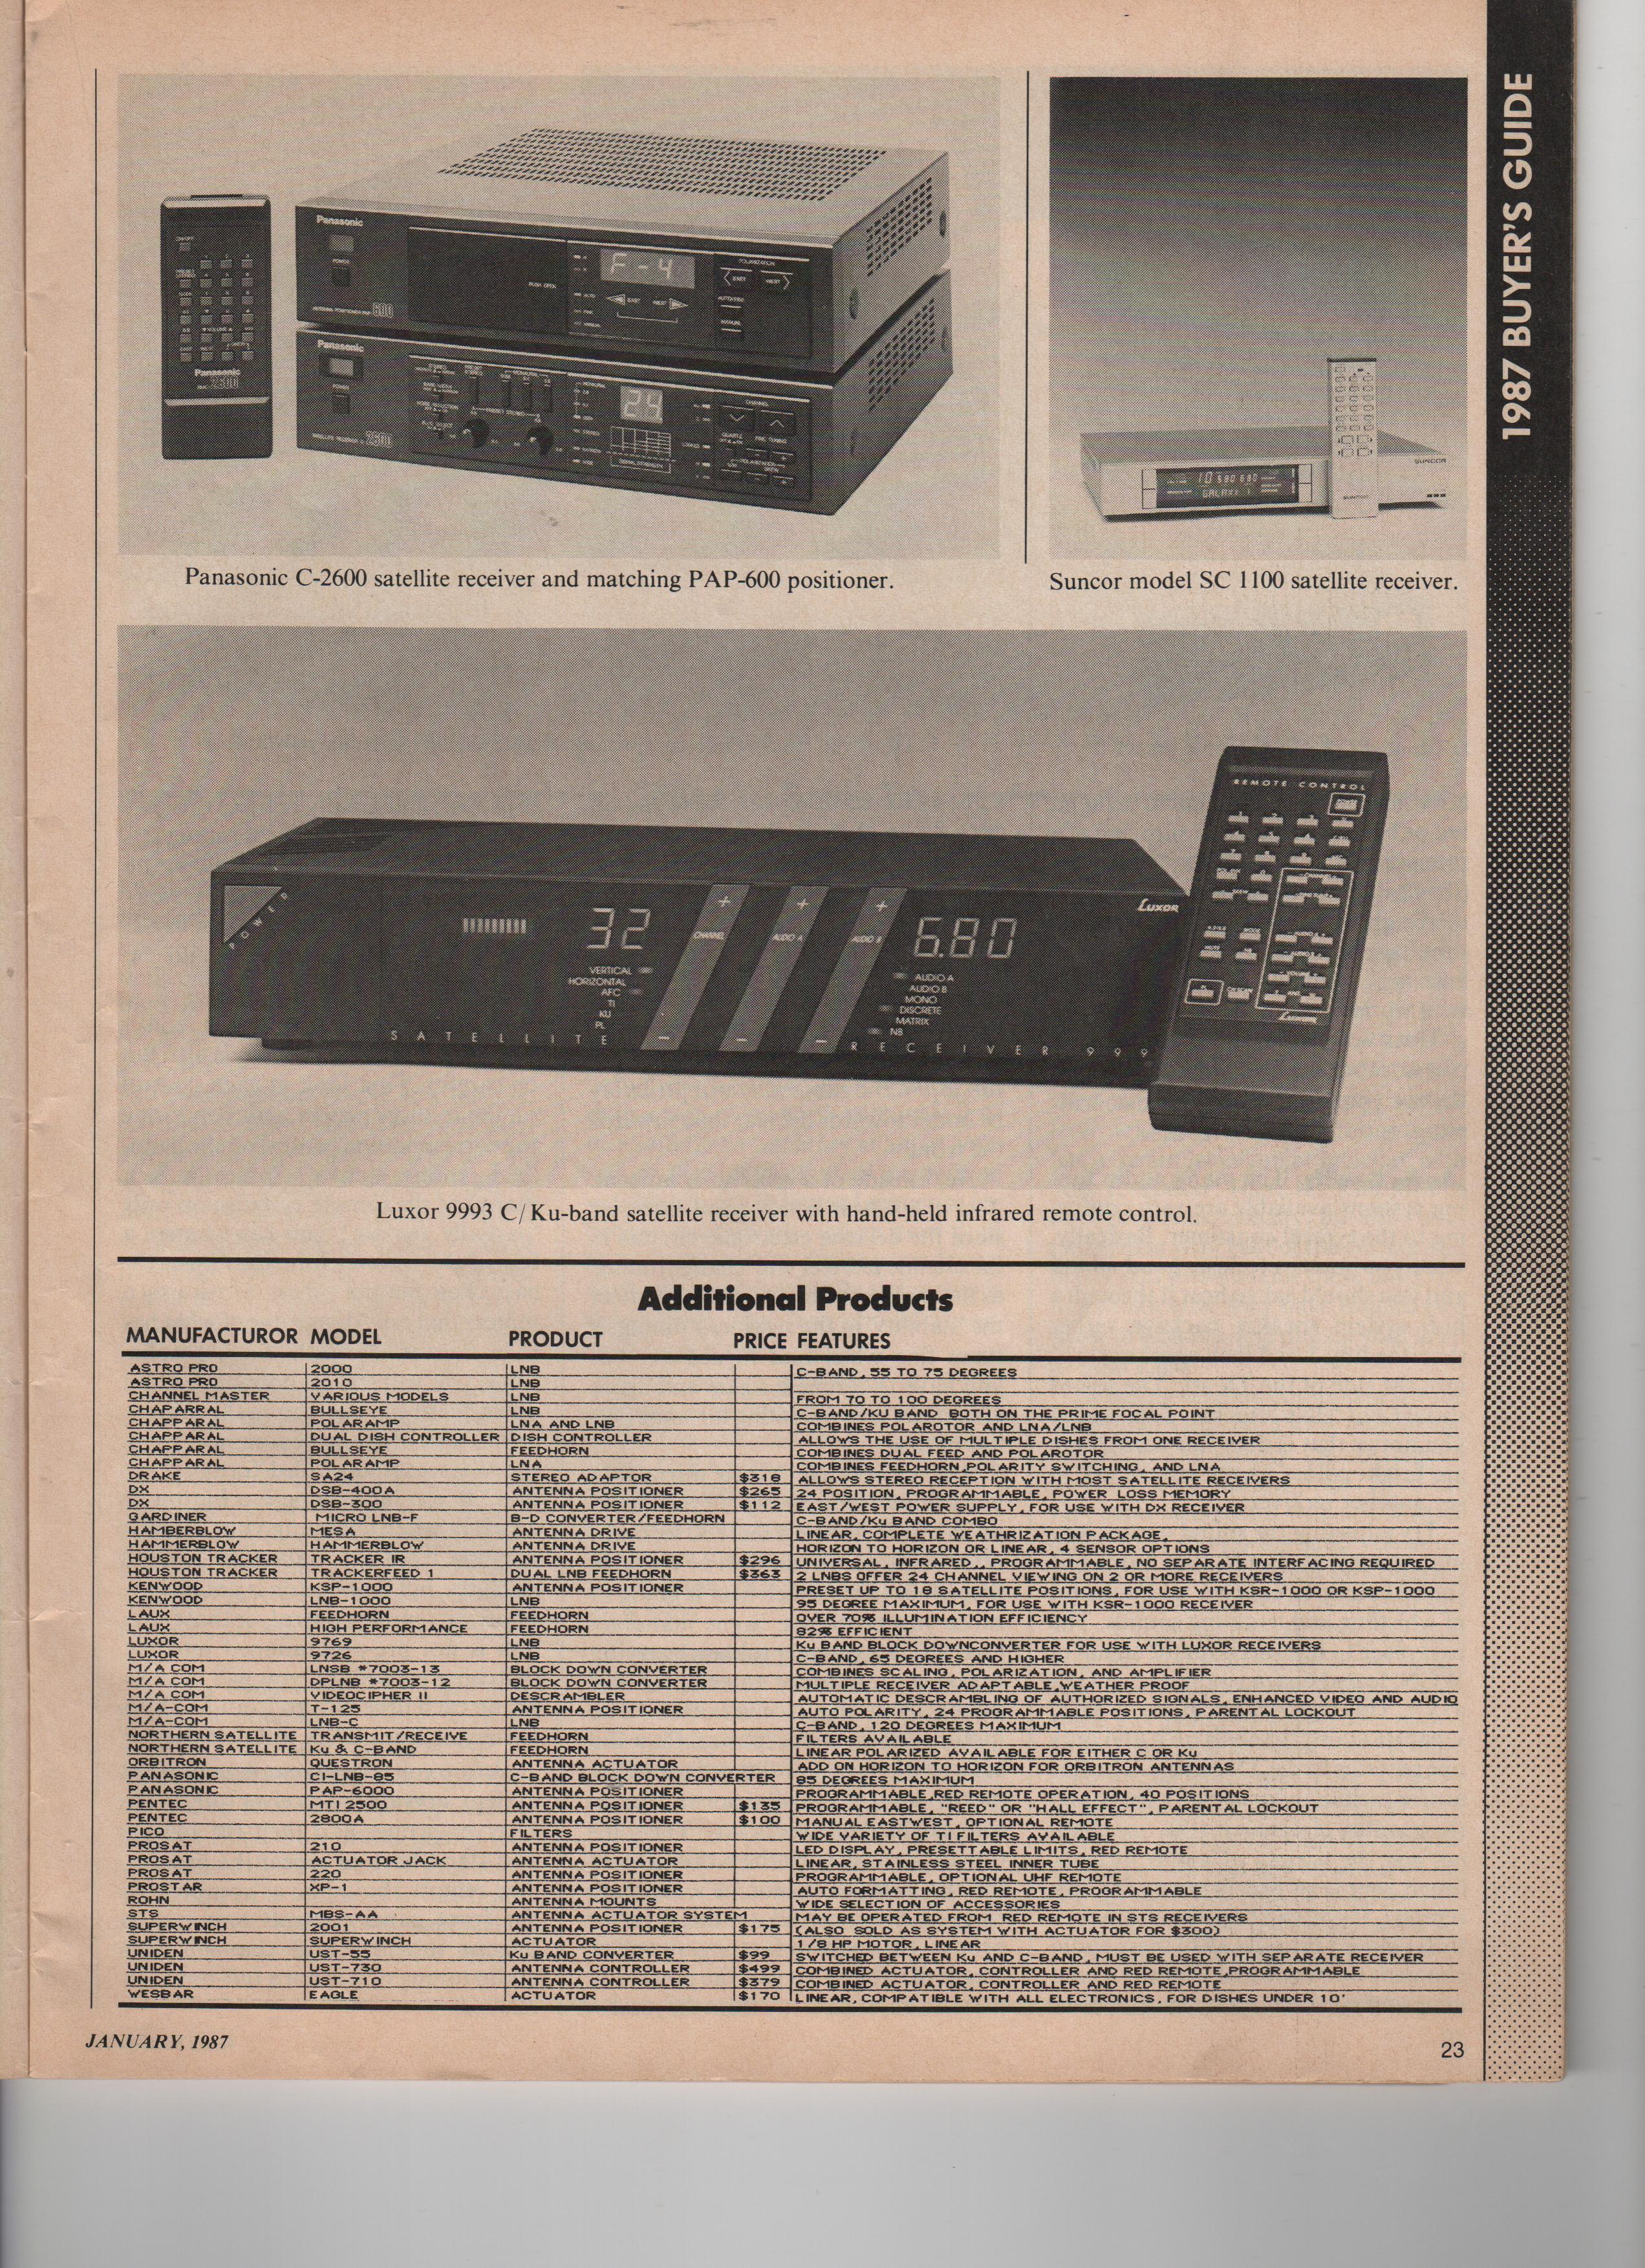 1987 BUYER'S GUIDE
Panasonic
POWER
PUSH OPEN
F-4
POLARIZATION
EAST
WEST
MANUAL
600
Panasonic
POWER
24
CHANNEL
2600
Panasonic
2600
10 5.80 6.80
GALAXY 1
SUNCOR
Panasonic C-2600 satellite receiver and matching PAP-600 positioner.
Suncor model SC 1100 satellite receiver.
POWER
32
CHANNEL
AUDIO A
AUDIO B
6.80
LUXOR
VERTICAL
HORIZONTAL
AFC
TI
KU
PL
AUDIO A
AUDIO B
MONO
DISCRETE
MATRIX
NB
SATELLITE RECEIVER 999
REMOTE CONTROL
Luxor
Luxor 9993 C/Ku-band satellite receiver with hand-held infrared remote control.
Additional Products
MANUFACTUROR MODEL PRODUCT PRICE FEATURES
ASTRO PRO 2000 LNB C-BAND, 55 TO 75 DEGREES
ASTRO PRO 2010 LNB
CHANNEL MASTER VARIOUS MODELS LNB FROM 70 TO 100 DEGREES
CHAPARRAL BULLSEYE LNB C-BAND/KU BAND BOTH ON THE PRIME FOCAL POINT
CHAPPARAL POLARAMP LNA AND LNB COMBINES POLAROTOR AND LNA/LNB
CHAPPARAL DUAL DISH CONTROLLER DISH CONTROLLER ALLOWS THE USE OF MULTIPLE DISHES FROM ONE RECEIVER
CHAPPARAL BULLSEYE FEEDHORN COMBINES DUAL FEED AND POLAROTOR
CHAPPARAL POLARAMP LNA COMBINES FEEDHORN,POLARITY SWITCHING, AND LNA
DRAKE SA24 STEREO ADAPTOR $318 ALLOWS STEREO RECEPTION WITH MOST SATELLITE RECEIVERS
DX DSB-400A ANTENNA POSITIONER $265 24 POSITION, PROGRAMMABLE, POWER LOSS MEMORY
DX DSB-300 ANTENNA POSITIONER $112 EAST/WEST POWER SUPPLY, FOR USE WITH DX RECEIVER
GARDINER MICRO LNB-F B-D CONVERTER/FEEDHORN C-BAND/Ku BAND COMBO
HAMBERBLOW MESA ANTENNA DRIVE LINEAR, COMPLETE WEATHRIZATION PACKAGE,
HAMMERBLOW HAMMERBLOW ANTENNA DRIVE HORIZON TO HORIZON OR LINEAR, 4 SENSOR OPTIONS
HOUSTON TRACKER TRACKER IR ANTENNA POSITIONER $296 UNIVERSAL, INFRARED,, PROGRAMMABLE, NO SEPARATE INTERFACING REQUIRED
HOUSTON TRACKER TRACKERFEED 1 DUAL LNB FEEDHORN $363 2 LNBS OFFER 24 CHANNEL VIEWING ON 2 OR MORE RECEIVERS
KENWOOD KSP-1000 ANTENNA POSITIONER PRESET UP TO 18 SATELLITE POSITIONS, FOR USE WITH KSR-1000 OR KSP-1000
KENWOOD LNB-1000 LNB 95 DEGREE MAXIMUM, FOR USE WITH KSR-1000 RECEIVER
LAUX FEEDHORN FEEDHORN OVER 70% ILLUMINATION EFFICIENCY
LAUX HIGH PERFORMANCE FEEDHORN 82% EFFICIENT
LUXOR 9769 LNB Ku BAND BLOCK DOWNCONVERTER FOR USE WITH LUXOR RECEIVERS
LUXOR 9726 LNB C-BAND, 65 DEGREES AND HIGHER
M/A COM LNSB #7003-13 BLOCK DOWN CONVERTER COMBINES SCALING, POLARIZATION, AND AMPLIFIER
M/A COM DPLNB #7003-12 BLOCK DOWN CONVERTER MULTIPLE RECEIVER ADAPTABLE,WEATHER PROOF
M/A COM VIDEOCIPHER II DESCRAMBLER AUTOMATIC DESCRAMBLING OF AUTHORIZED SIGNALS, ENHANCED VIDEO AND AUDIO
M/A-COM T-125 ANTENNA POSITIONER AUTO POLARITY, 24 PROGRAMMABLE POSITIONS, PARENTAL LOCKOUT
M/A-COM LNB-C LNB C-BAND, 120 DEGREES MAXIMUM
NORTHERN SATELLITE TRANSMIT/RECEIVE FEEDHORN FILTERS AVAILABLE
NORTHERN SATELLITE Ku & C-BAND FEEDHORN LINEAR POLARIZED AVAILABLE FOR EITHER C OR Ku
ORBITRON QUESTRON ANTENNA ACTUATOR ADD ON HORIZON TO HORIZON FOR ORBITRON ANTENNAS
PANASONIC CI-LNB-85 C-BAND BLOCK DOWN CONVERTER 85 DEGREES MAXIMUM
PANASONIC PAP-6000 ANTENNA POSITIONER PROGRAMMABLE,RED REMOTE OPERATION, 40 POSITIONS
PENTEC MTI 2500 ANTENNA POSITIONER $135 PROGRAMMABLE, "REED" OR "HALL EFFECT", PARENTAL LOCKOUT
PENTEC 2800A ANTENNA POSITIONER $100 MANUAL EASTWEST, OPTIONAL REMOTE
PICO FILTERS WIDE VARIETY OF TI FILTERS AVAILABLE
PROSAT 210 ANTENNA POSITIONER LED DISPLAY, PRESETTABLE LIMITS, RED REMOTE
PROSAT ACTUATOR JACK ANTENNA ACTUATOR LINEAR, STAINLESS STEEL INNER TUBE
PROSAT 220 ANTENNA POSITIONER PROGRAMMABLE, OPTIONAL UHF REMOTE
PROSTAR XP-1 ANTENNA POSITIONER AUTO FORMATTING, RED REMOTE, PROGRAMMABLE
ROHN ANTENNA MOUNTS WIDE SELECTION OF ACCESSORIES
STS MBS-AA ANTENNA ACTUATOR SYSTEM MAY BE OPERATED FROM RED REMOTE IN STS RECEIVERS
SUPERWINCH 2001 ANTENNA POSITIONER $175 (ALSO SOLD AS SYSTEM WITH ACTUATOR FOR $300)
SUPERWINCH SUPERWINCH ACTUATOR 1/8 HP MOTOR, LINEAR
UNIDEN UST-55 Ku BAND CONVERTER $99 SWITCHED BETWEEN Ku AND C-BAND, MUST BE USED WITH SEPARATE RECEIVER
UNIDEN UST-730 ANTENNA CONTROLLER $499 COMBINED ACTUATOR, CONTROLLER AND RED REMOTE,PROGRAMMABLE
UNIDEN UST-710 ANTENNA CONTROLLER $379 COMBINED ACTUATOR, CONTROLLER AND RED REMOTE
WESBAR EAGLE ACTUATOR $170 LINEAR, COMPATIBLE WITH ALL ELECTRONICS, FOR DISHES UNDER 10'
JANUARY, 1987
23